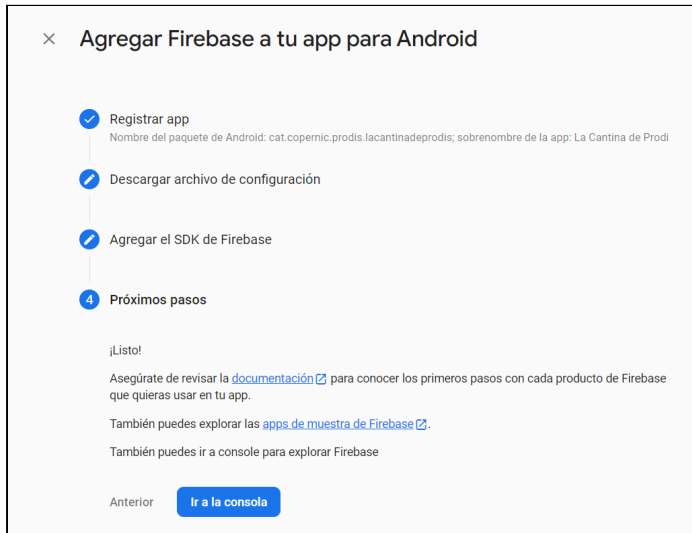 Agregar Firebase a tu app para Android
Registrar app
Nombre del paquete de Android: cat.copernic.prodis.lacantinadeprodis; sobrenombre de la app: La Cantina de Prodi
Descargar archivo de configuración
Agregar el SDK de Firebase
4 Próximos pasos
¡Listo!
Asegúrate de revisar la documentación para conocer los primeros pasos con cada producto de Firebase
que quieras usar en tu app.
También puedes explorar las apps de muestra de Firebase.
También puedes ir a console para explorar Firebase
Anterior Ir a la consola